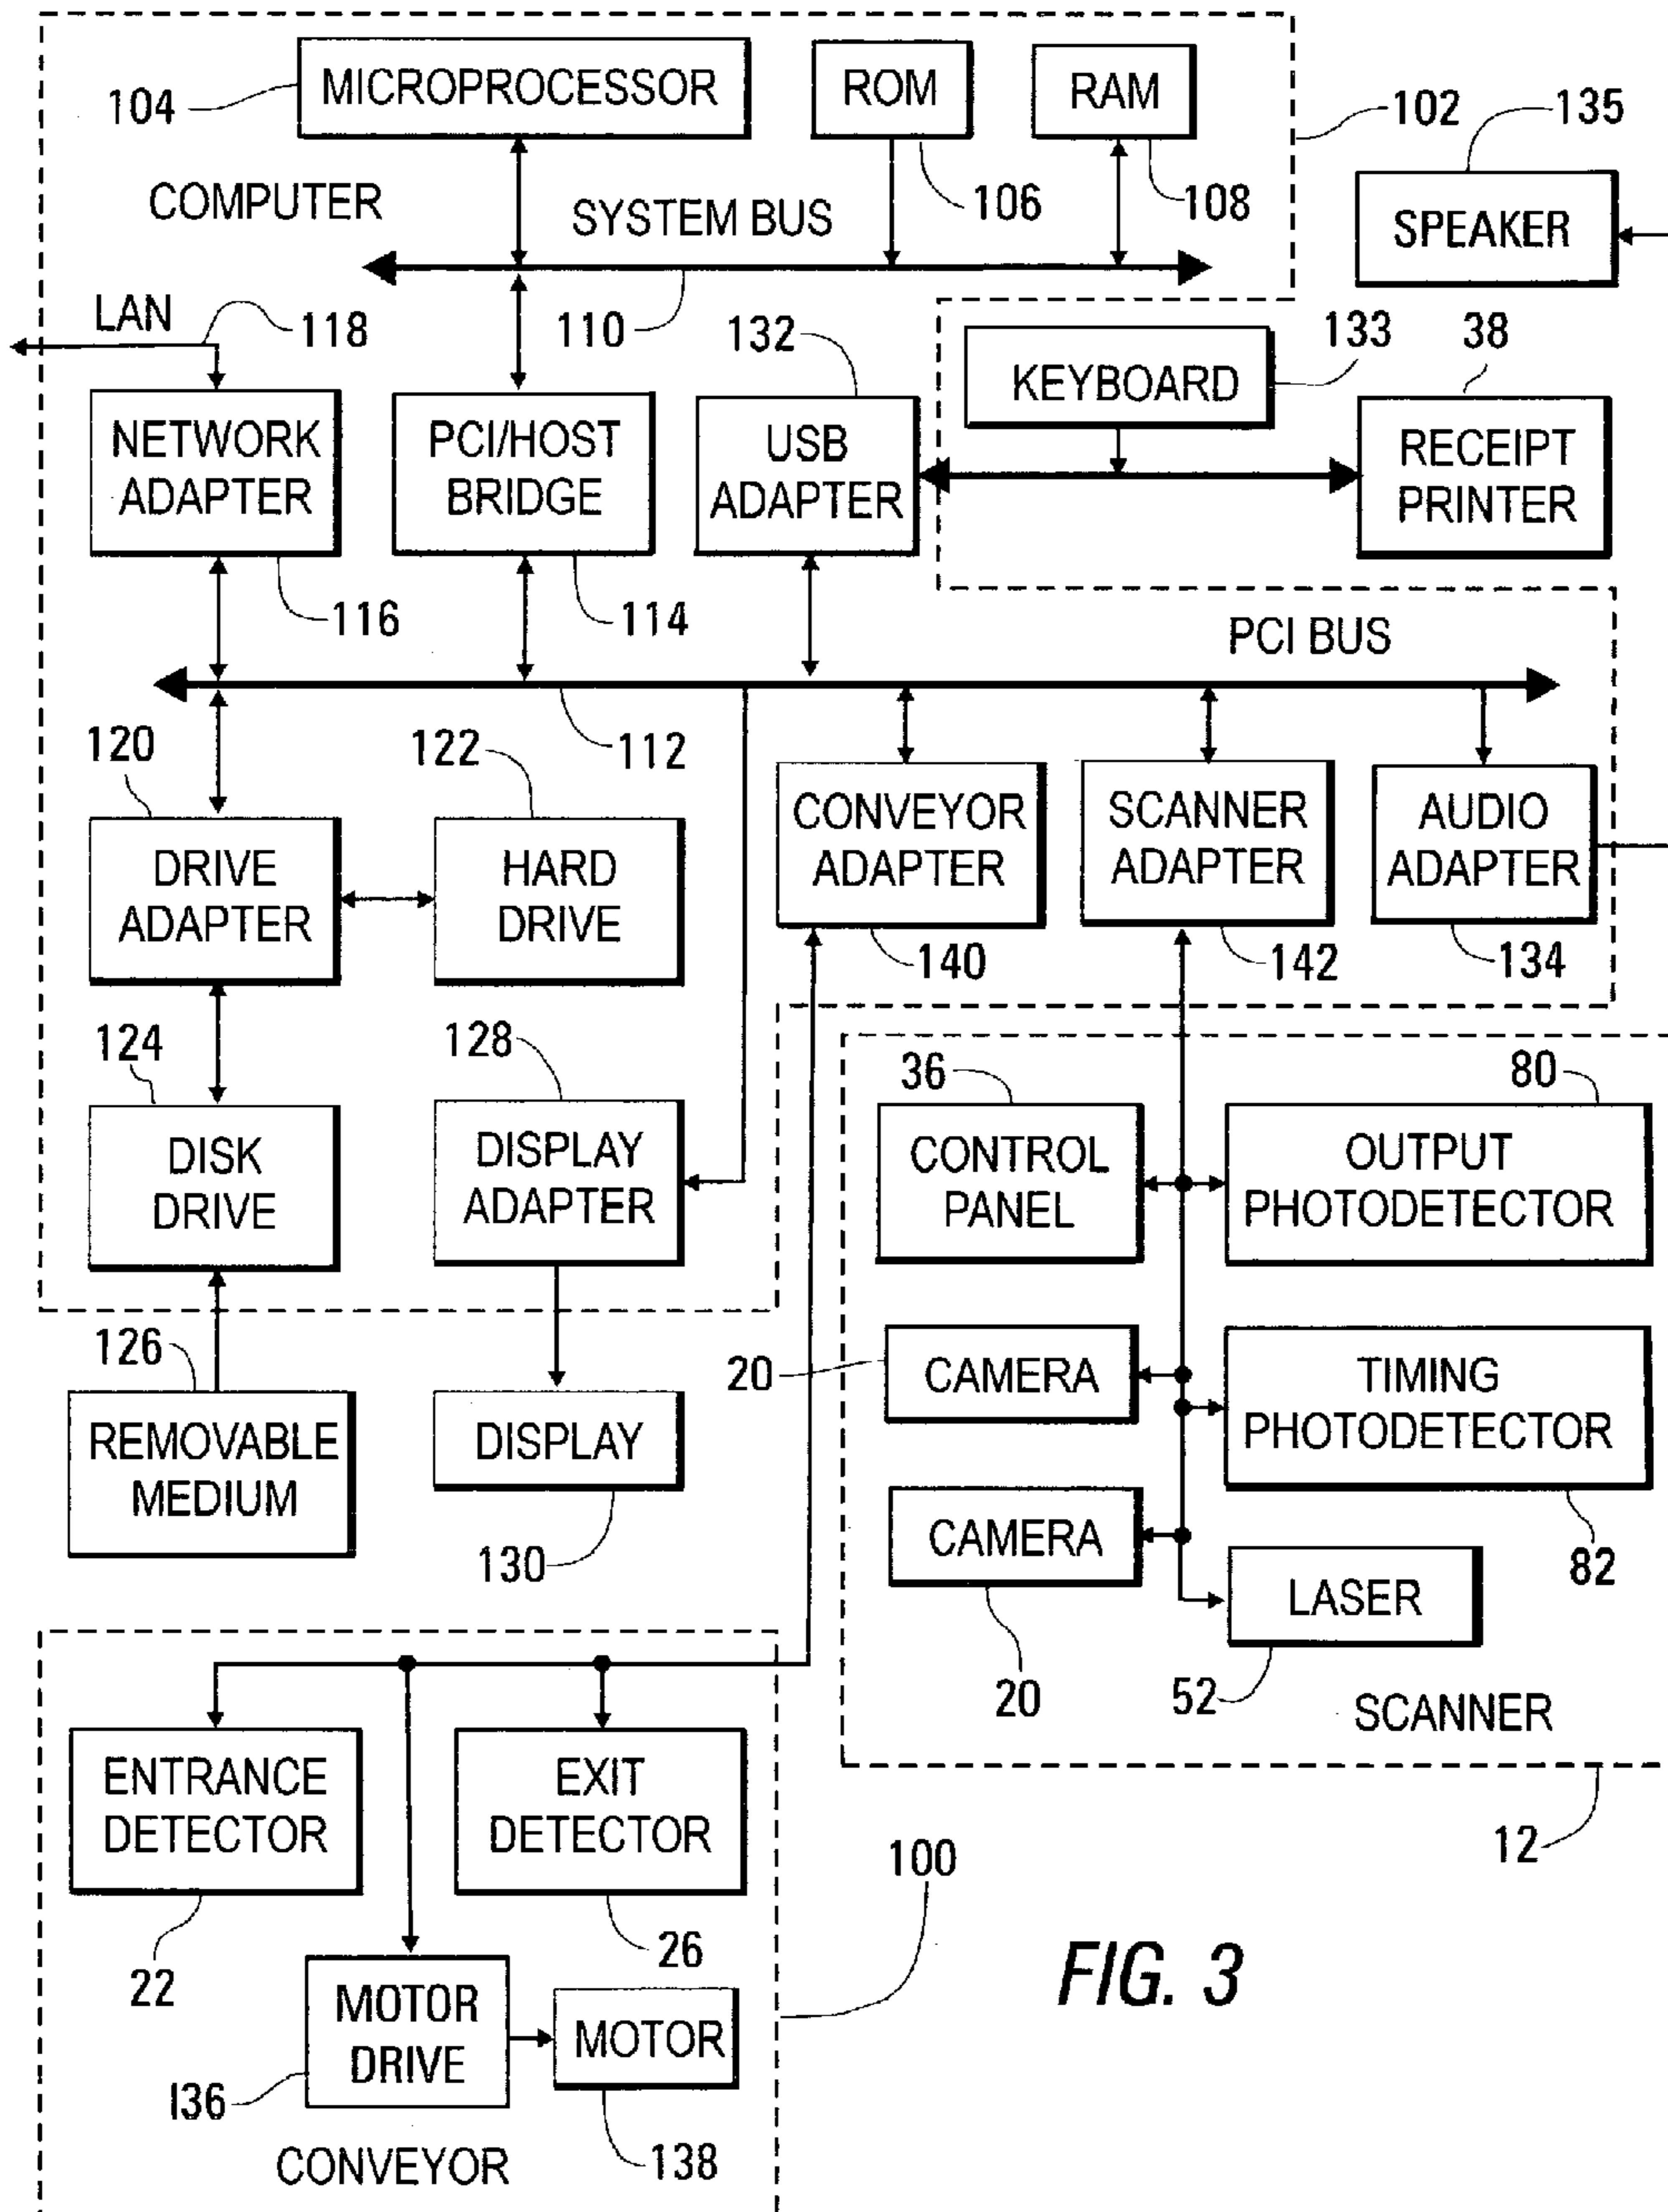 MICROPROCESSOR
104
ROM
106
RAM
108
102
135
SPEAKER
COMPUTER
SYSTEM BUS
110
LAN
118
132
KEYBOARD
133
38
NETWORK
ADAPTER
116
PCI/HOST
BRIDGE
114
USB
ADAPTER
RECEIPT
PRINTER
PCI BUS
112
120
DRIVE
ADAPTER
122
HARD
DRIVE
CONVEYOR
ADAPTER
140
SCANNER
ADAPTER
142
AUDIO
ADAPTER
134
124
DISK
DRIVE
128
DISPLAY
ADAPTER
36
CONTROL
PANEL
80
OUTPUT
PHOTODETECTOR
126
REMOVABLE
MEDIUM
DISPLAY
130
20
CAMERA
TIMING
PHOTODETECTOR
82
CAMERA
20
LASER
52
SCANNER
12
ENTRANCE
DETECTOR
22
EXIT
DETECTOR
26
100
MOTOR
DRIVE
I36
MOTOR
138
CONVEYOR
FIG. 3